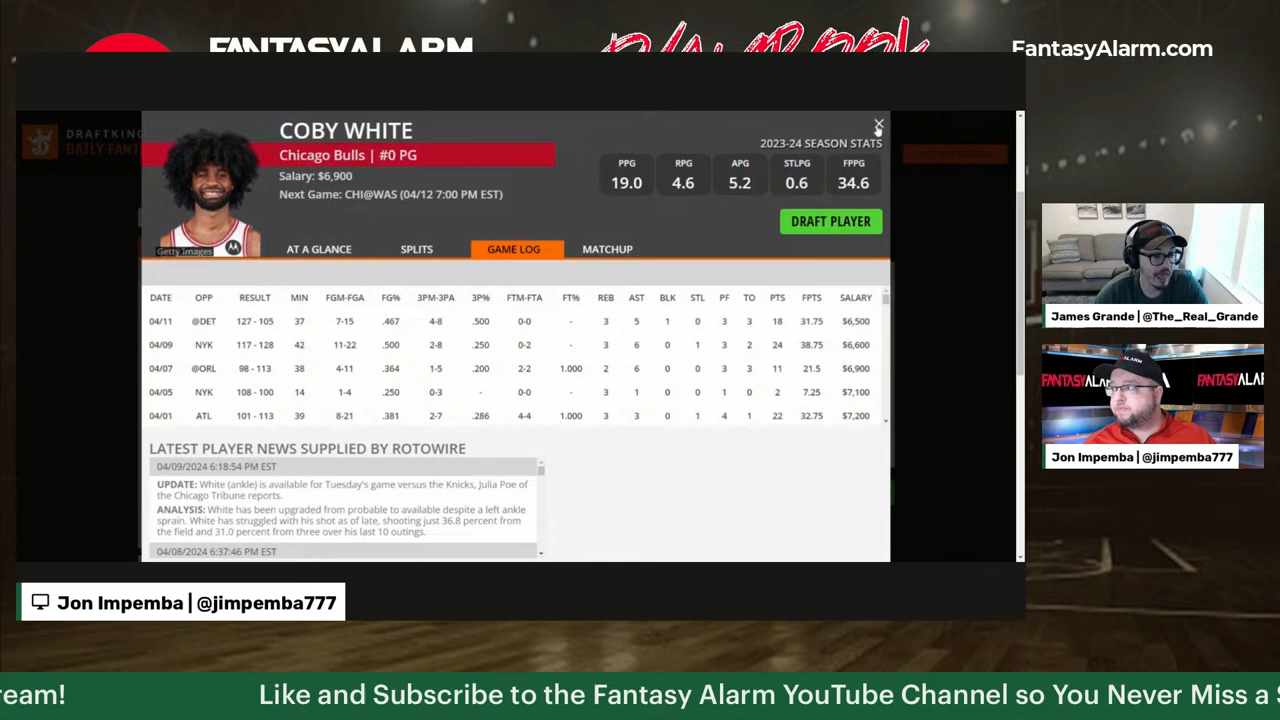 FANTASYALARM
FantasyAlarm.com
DRAFTKING
DAILY FANT
COBY WHITE
Chicago Bulls | #0 PG
Salary: $6,900
Next Game: CHI@WAS (04/12 7:00 PM EST)
Getty Images
2023-24 SEASON STATS
PPG RPG APG STLPG FPPG
19.0 4.6 5.2 0.6 34.6
DRAFT PLAYER
AT A GLANCE SPLITS GAME LOG MATCHUP
DATE OPP RESULT MIN FGM-FGA FG% 3PM-3PA 3P% FTM-FTA FT% REB AST BLK STL PF TO PTS FPTS SALARY
04/11 @DET 127 - 105 37 7-15 .467 4-8 .500 0-0 - 3 5 1 0 3 3 18 31.75 $6,500
04/09 NYK 117 - 128 42 11-22 .500 2-8 .250 0-2 - 3 6 0 1 3 2 24 38.75 $6,600
04/07 @ORL 98 - 113 38 4-11 .364 1-5 .200 2-2 1.000 2 6 0 0 3 3 11 21.5 $6,900
04/05 NYK 108 - 100 14 1-4 .250 0-3 - 0-0 - 3 1 0 0 1 0 2 7.25 $7,100
04/01 ATL 101 - 113 39 8-21 .381 2-7 .286 4-4 1.000 3 3 0 1 4 1 22 32.75 $7,200
LATEST PLAYER NEWS SUPPLIED BY ROTOWIRE
04/09/2024 6:18:54 PM EST
UPDATE: White (ankle) is available for Tuesday's game versus the Knicks, Julia Poe of
the Chicago Tribune reports.
ANALYSIS: White has been upgraded from probable to available despite a left ankle
sprain. White has struggled with his shot as of late, shooting just 36.8 percent from
the field and 31.0 percent from three over his last 10 outings.
04/08/2024 6:37:46 PM EST
James Grande | @The_Real_Grande
Jon Impemba | @jimpemba777
Jon Impemba | @jimpemba777
ream! Like and Subscribe to the Fantasy Alarm YouTube Channel so You Never Miss a S